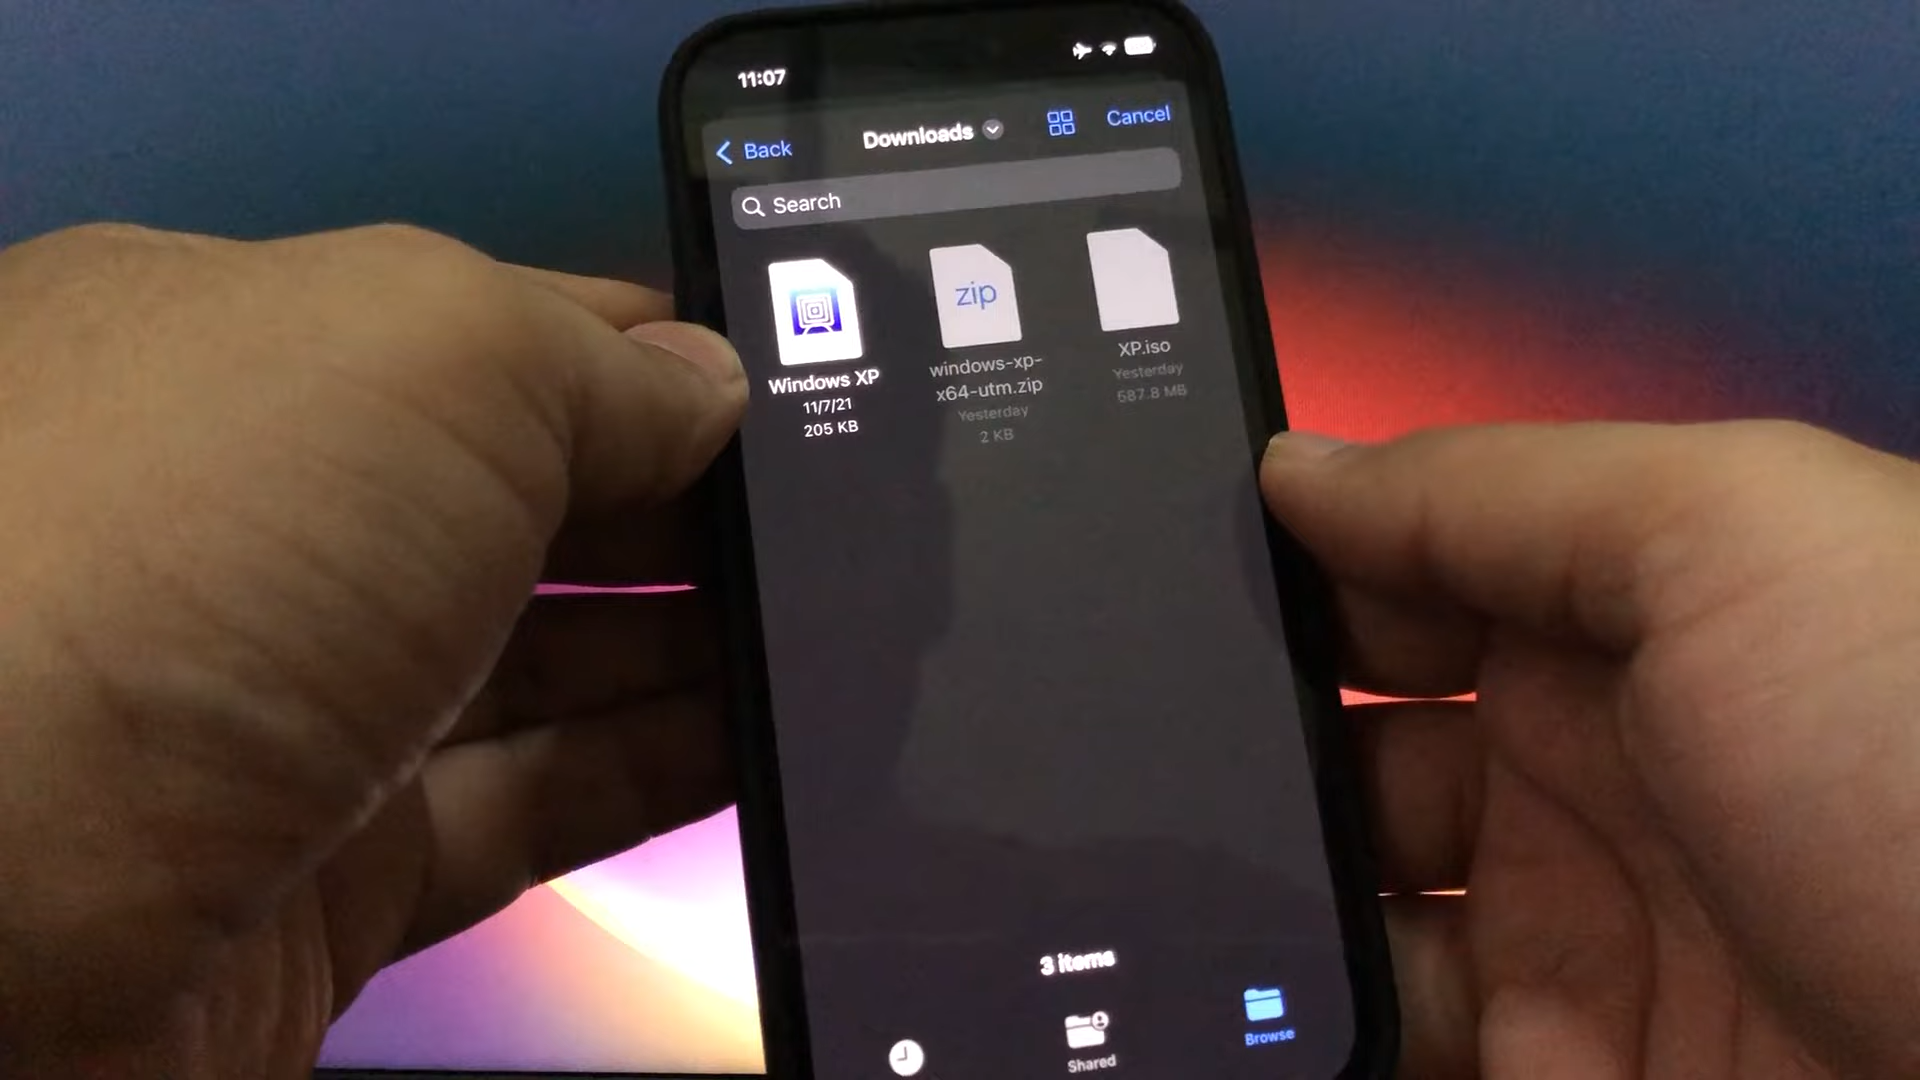 11:07
Back
Downloads
Cancel
Search
Windows XP
11/7/21
205 KB
zip
windows-xp-
x64-utm.zip
Yesterday
2 KB
XP.iso
Yesterday
587.8 MB
3 items
Shared
Browse